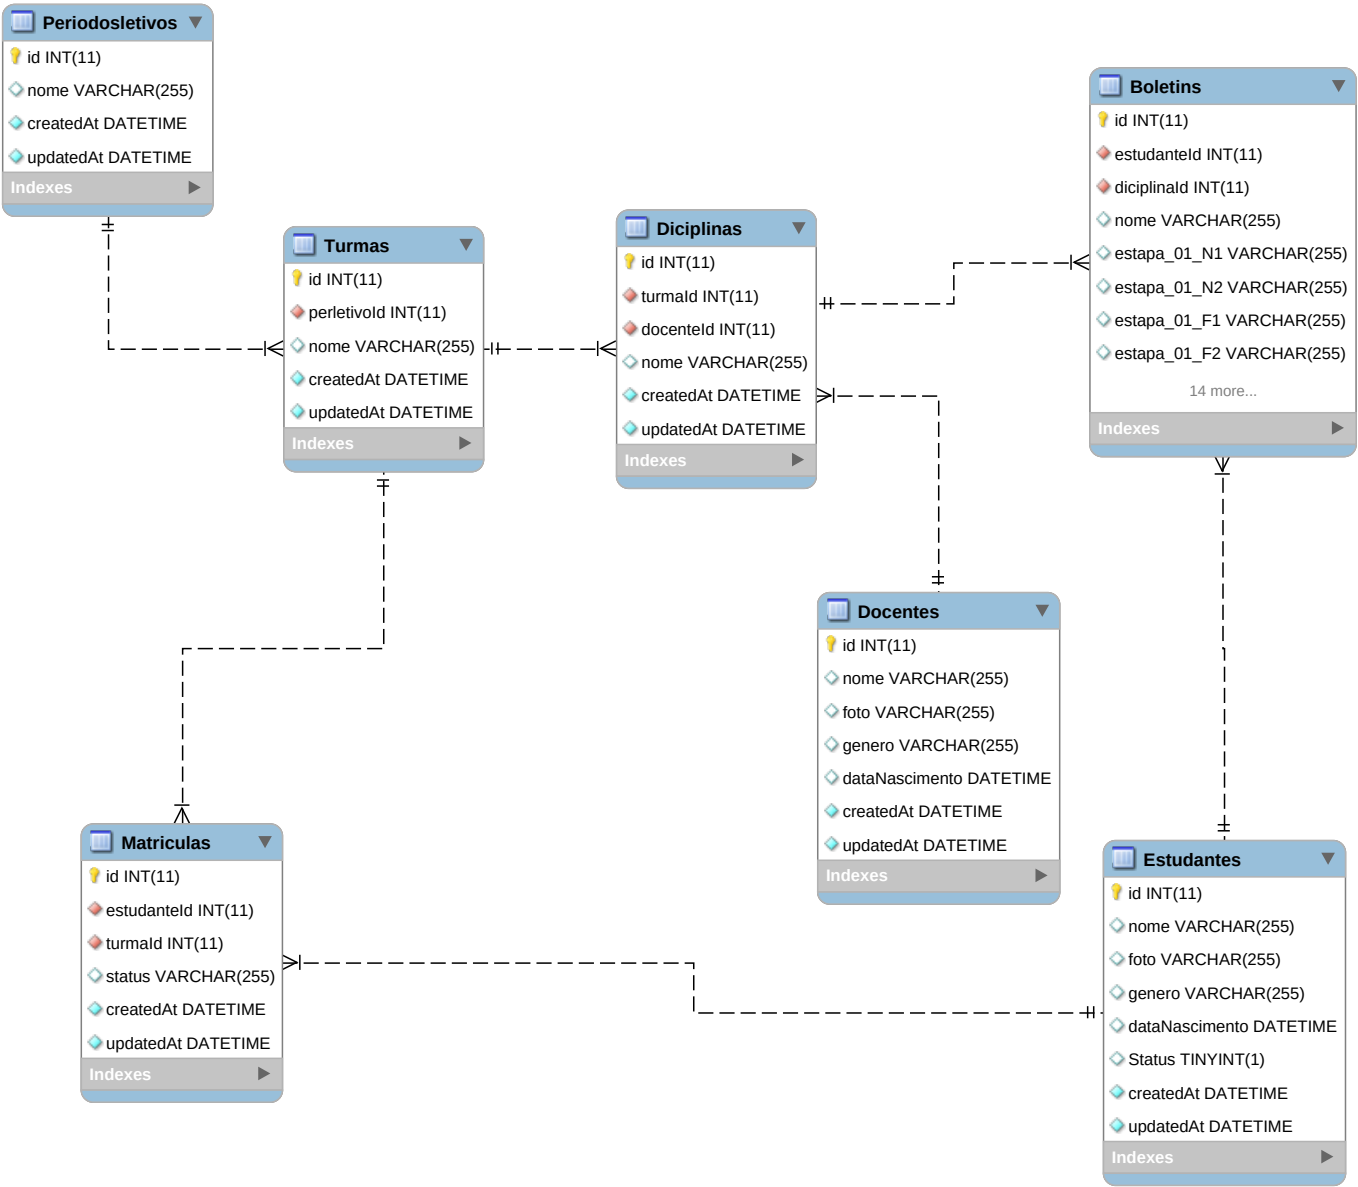 Periodosletivos
id INT(11)
nome VARCHAR(255)
createdAt DATETIME
updatedAt DATETIME
Indexes
Turmas
id INT(11)
perletivoId INT(11)
nome VARCHAR(255)
createdAt DATETIME
updatedAt DATETIME
Indexes
Diciplinas
id INT(11)
turmaId INT(11)
docenteId INT(11)
nome VARCHAR(255)
createdAt DATETIME
updatedAt DATETIME
Indexes
Boletins
id INT(11)
estudanteId INT(11)
diciplinaId INT(11)
nome VARCHAR(255)
estapa_01_N1 VARCHAR(255)
estapa_01_N2 VARCHAR(255)
estapa_01_F1 VARCHAR(255)
estapa_01_F2 VARCHAR(255)
14 more...
Indexes
Docentes
id INT(11)
nome VARCHAR(255)
foto VARCHAR(255)
genero VARCHAR(255)
dataNascimento DATETIME
createdAt DATETIME
updatedAt DATETIME
Indexes
Matriculas
id INT(11)
estudanteId INT(11)
turmaId INT(11)
status VARCHAR(255)
createdAt DATETIME
updatedAt DATETIME
Indexes
Estudantes
id INT(11)
nome VARCHAR(255)
foto VARCHAR(255)
genero VARCHAR(255)
dataNascimento DATETIME
Status TINYINT(1)
createdAt DATETIME
updatedAt DATETIME
Indexes